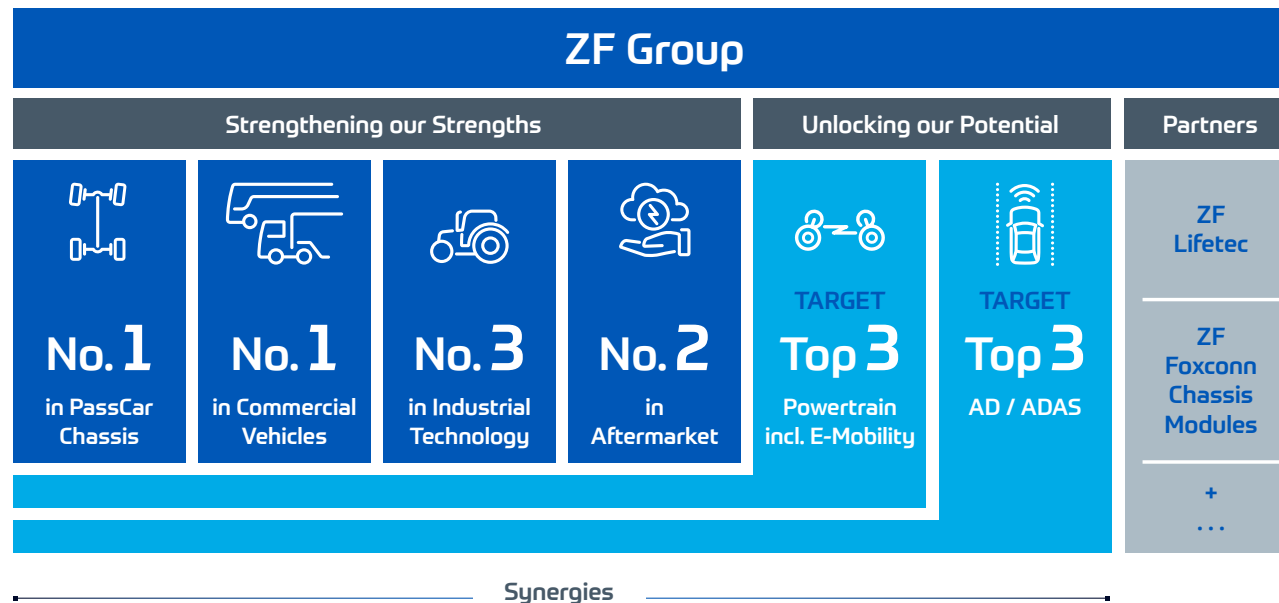 ZF Group
Strengthening our Strengths
Unlocking our Potential
Partners
No. 1
in PassCar
Chassis
No. 1
in Commercial
Vehicles
No. 3
in Industrial
Technology
No. 2
in
Aftermarket
TARGET
Top 3
Powertrain
incl. E-Mobility
TARGET
Top 3
AD / ADAS
ZF
Lifetec
ZF
Foxconn
Chassis
Modules
+
...
Synergies